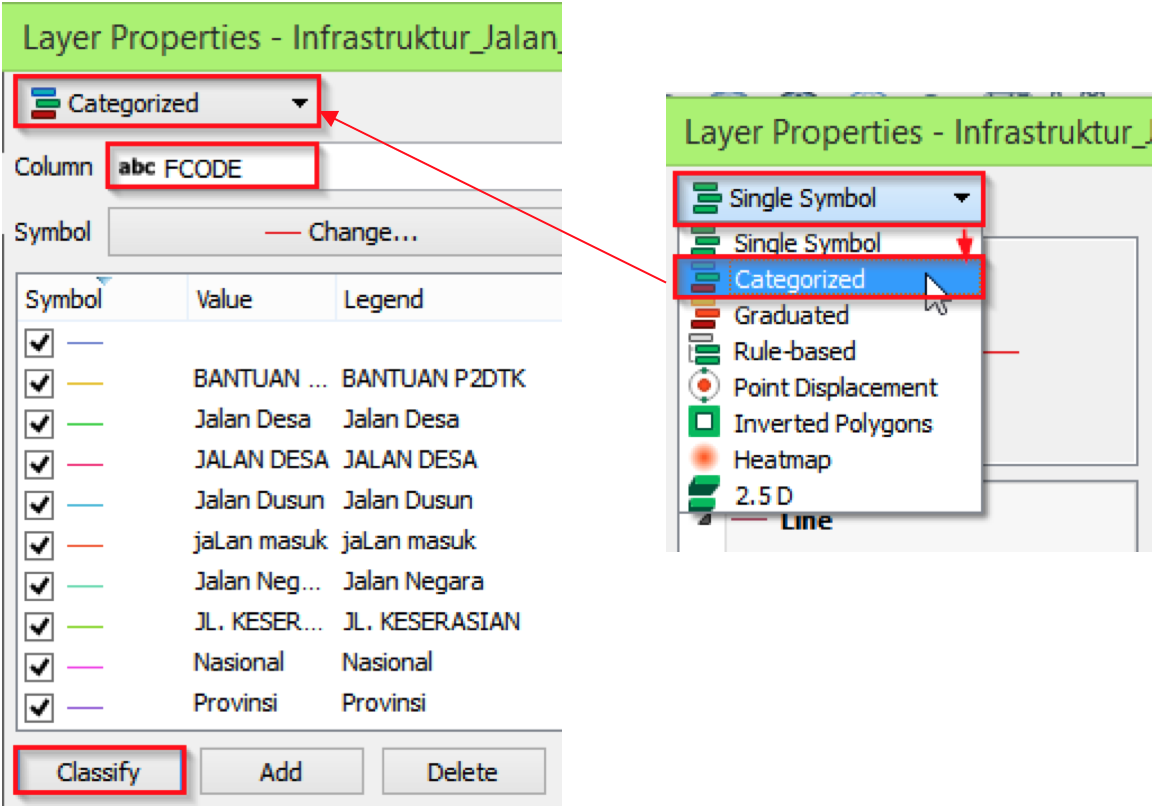 Layer Properties - Infrastruktur_Jalan_
Categorized
Column abc FCODE
Symbol Change...
Symbol Value Legend
BANTUAN ... BANTUAN P2DTK
Jalan Desa Jalan Desa
JALAN DESA JALAN DESA
Jalan Dusun Jalan Dusun
jaLan masuk jaLan masuk
Jalan Neg... Jalan Negara
JL. KESER... JL. KESERASIAN
Nasional Nasional
Provinsi Provinsi
Classify Add Delete
Layer Properties - Infrastruktur_J
Single Symbol
Single Symbol
Categorized
Graduated
Rule-based
Point Displacement
Inverted Polygons
Heatmap
2.5 D
Line